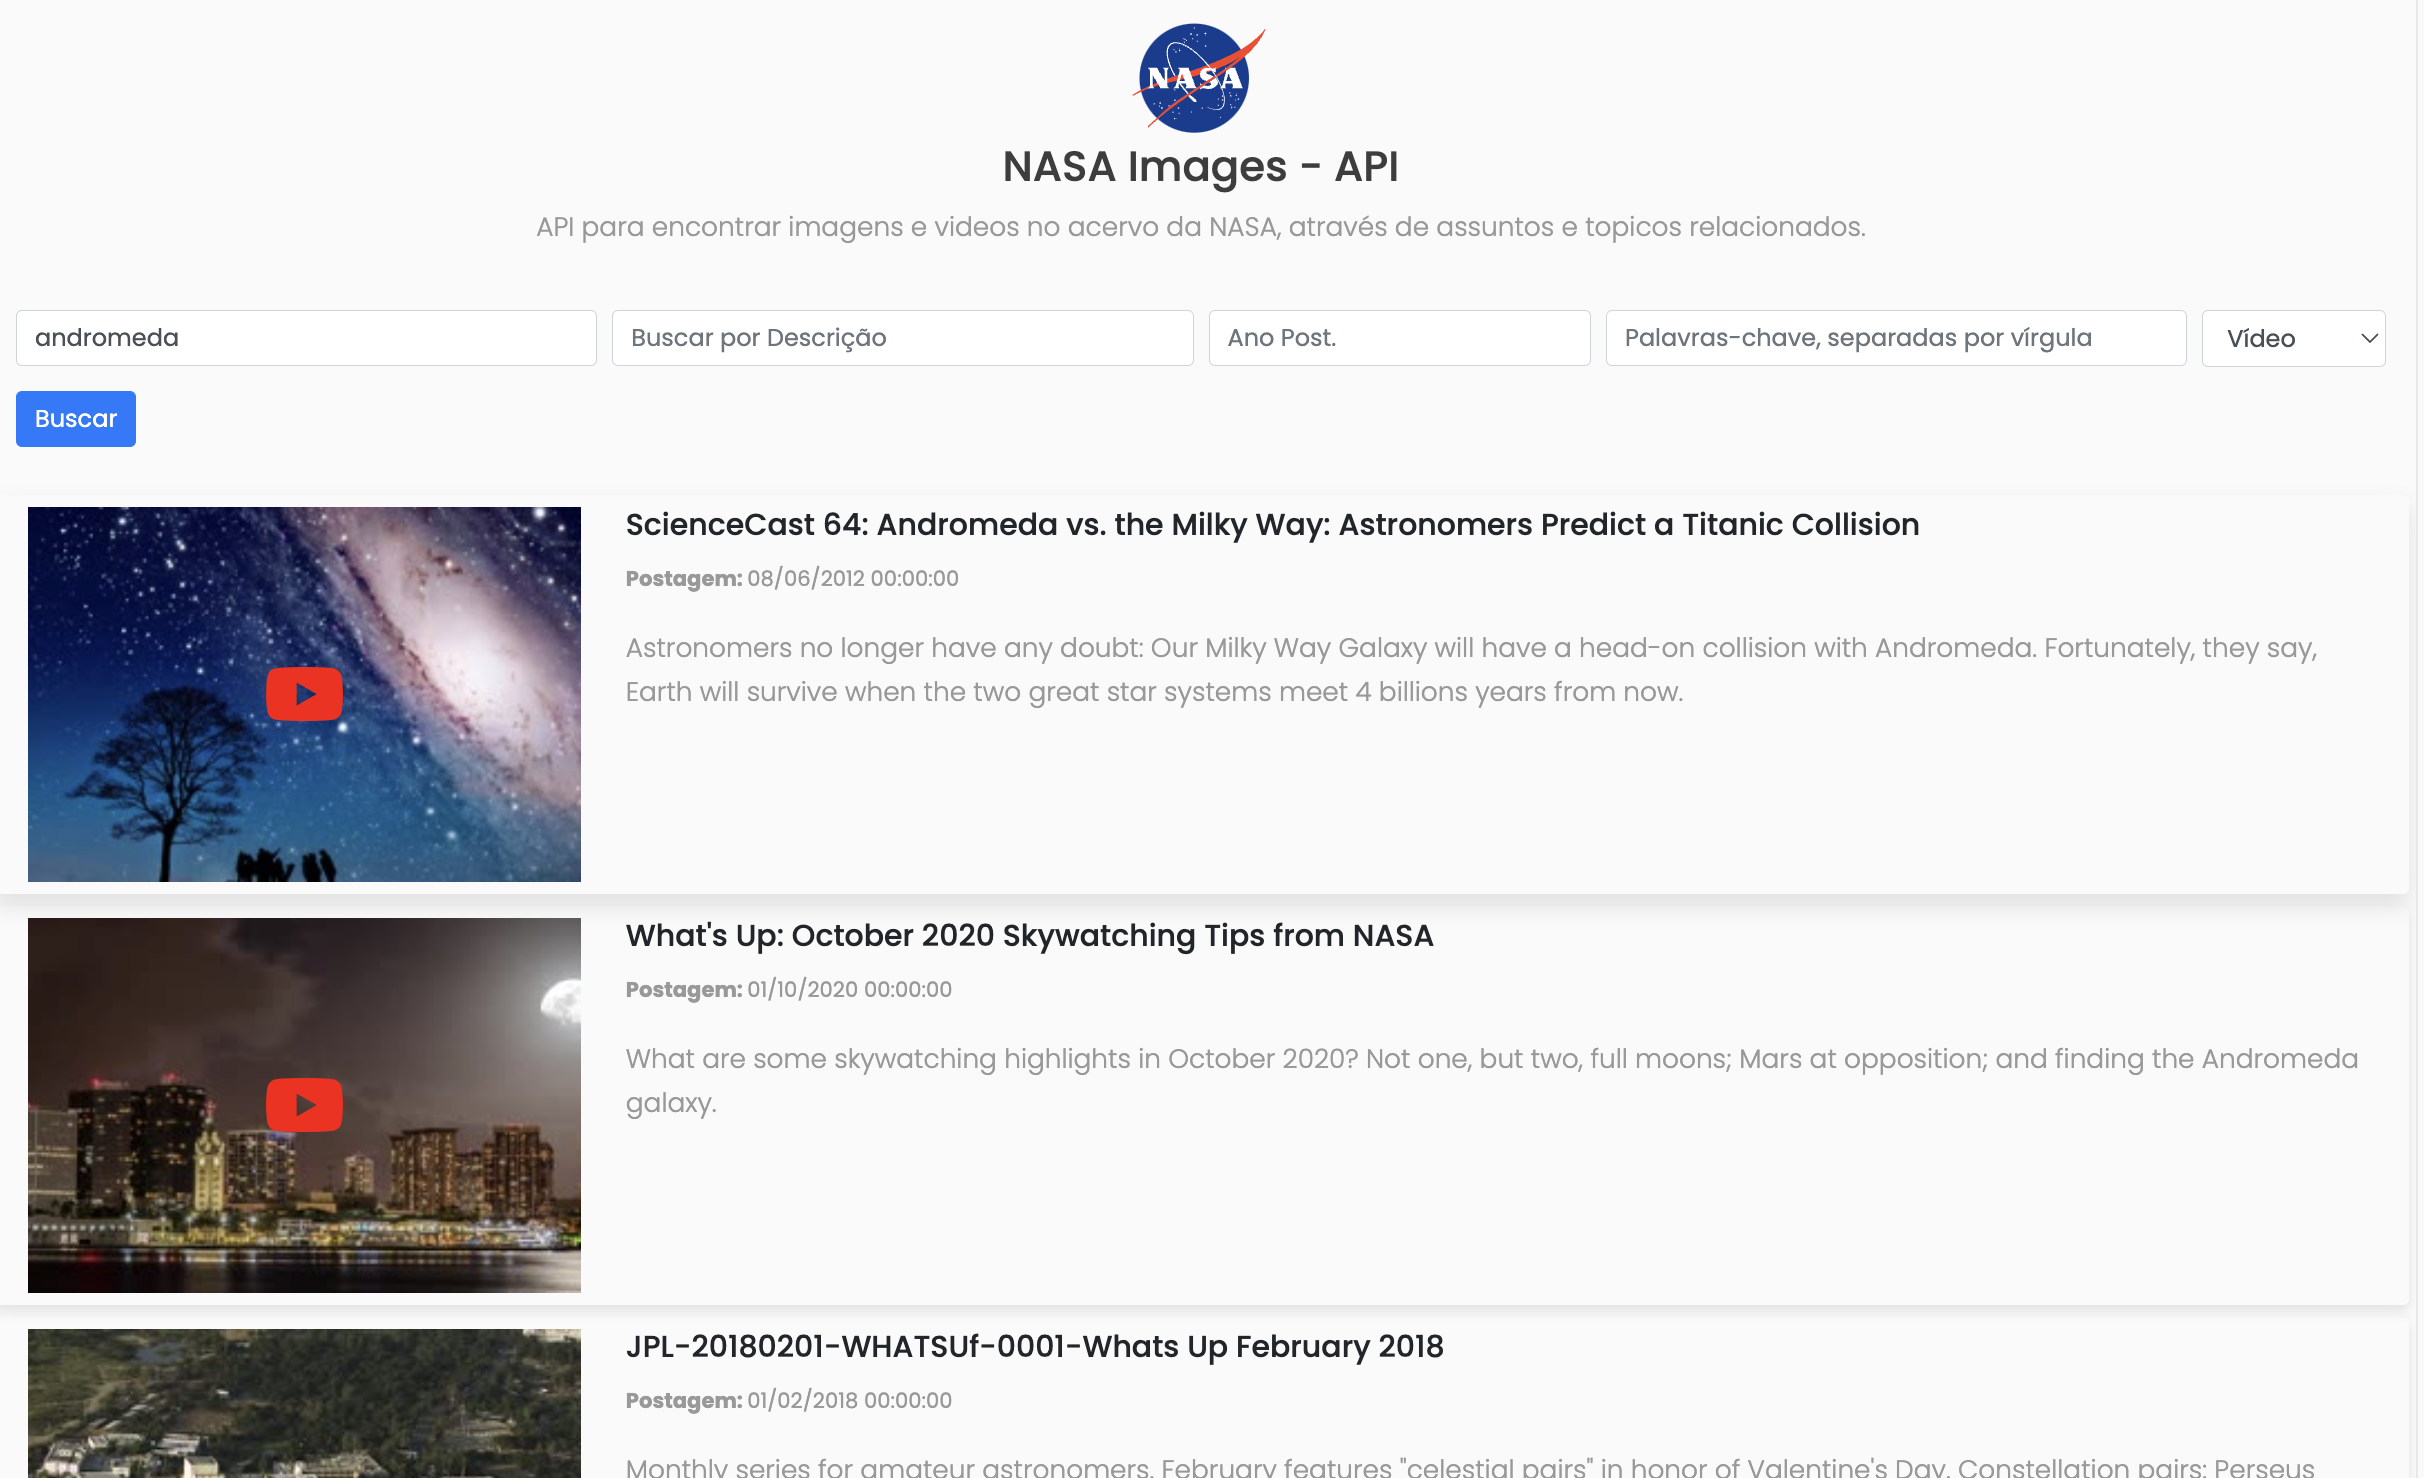 NASA
NASA Images - API
API para encontrar imagens e videos no acervo da NASA, através de assuntos e topicos relacionados.
andromeda
Buscar por Descrição
Ano Post.
Palavras-chave, separadas por vírgula
Vídeo
Buscar
ScienceCast 64: Andromeda vs. the Milky Way: Astronomers Predict a Titanic Collision
Postagem: 08/06/2012 00:00:00
Astronomers no longer have any doubt: Our Milky Way Galaxy will have a head-on collision with Andromeda. Fortunately, they say,
Earth will survive when the two great star systems meet 4 billions years from now.
What's Up: October 2020 Skywatching Tips from NASA
Postagem: 01/10/2020 00:00:00
What are some skywatching highlights in October 2020? Not one, but two, full moons; Mars at opposition; and finding the Andromeda
galaxy.
JPL-20180201-WHATSUf-0001-Whats Up February 2018
Postagem: 01/02/2018 00:00:00
Monthly series for amateur astronomers. February features "celestial pairs" in honor of Valentine's Day. Constellation pairs: Perseus